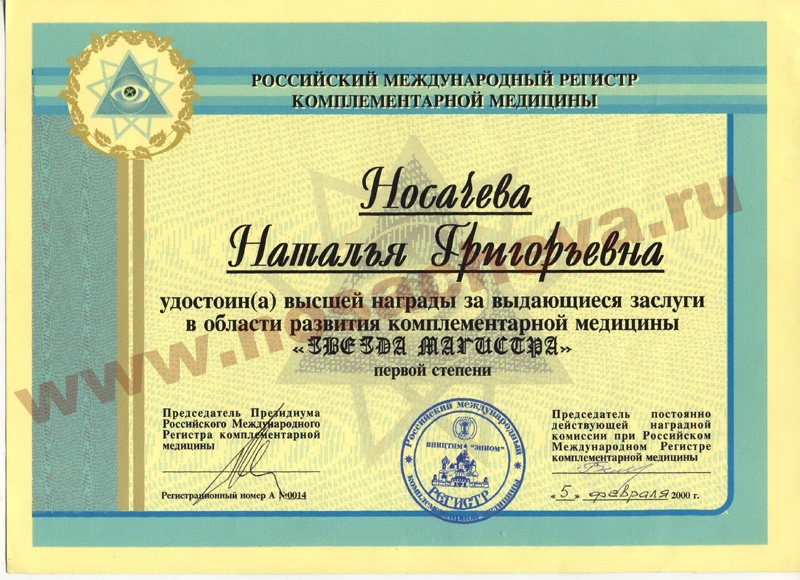 РОССИЙСКИЙ МЕЖДУНАРОДНЫЙ РЕГИСТР
КОМПЛЕМЕНТАРНОЙ МЕДИЦИНЫ
Носачева
Наталья Григорьевна
удостоин(а) высшей награды за выдающиеся заслуги
в области развития комплементарной медицины
«ЗВЕЗДА МАГИСТРА»
первой степени
www.nosacheva.ru
Председатель Президиума
Российского Международного
Регистра комплементарной
медицины
Регистрационный номер А №0014
Российский международный
ВНИЦТНМ "ЭНИОМ"
РЕГИСТР
комплементарной медицины
Председатель постоянно
действующей наградной
комиссии при Российском
Международном Регистре
комплементарной медицины
«5» февраля 2000 г.